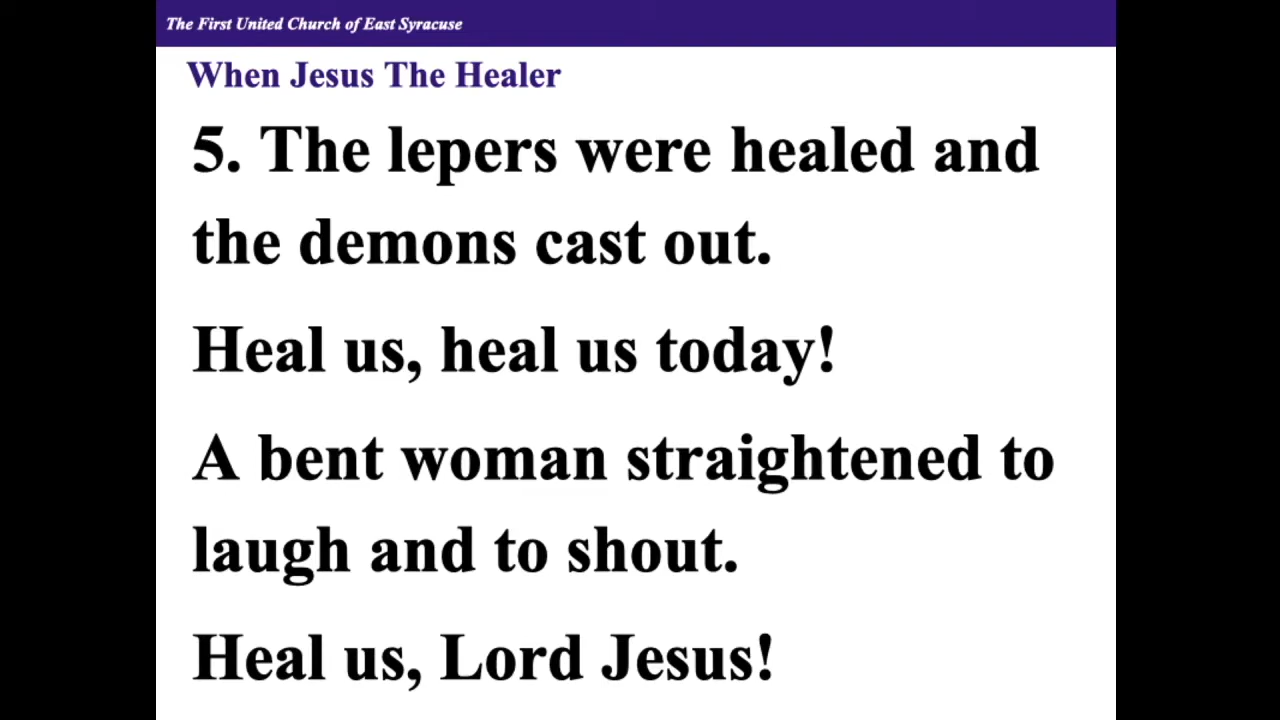 The First United Church of East Syracuse
When Jesus The Healer
5. The lepers were healed and
the demons cast out.
Heal us, heal us today!
A bent woman straightened to
laugh and to shout.
Heal us, Lord Jesus!